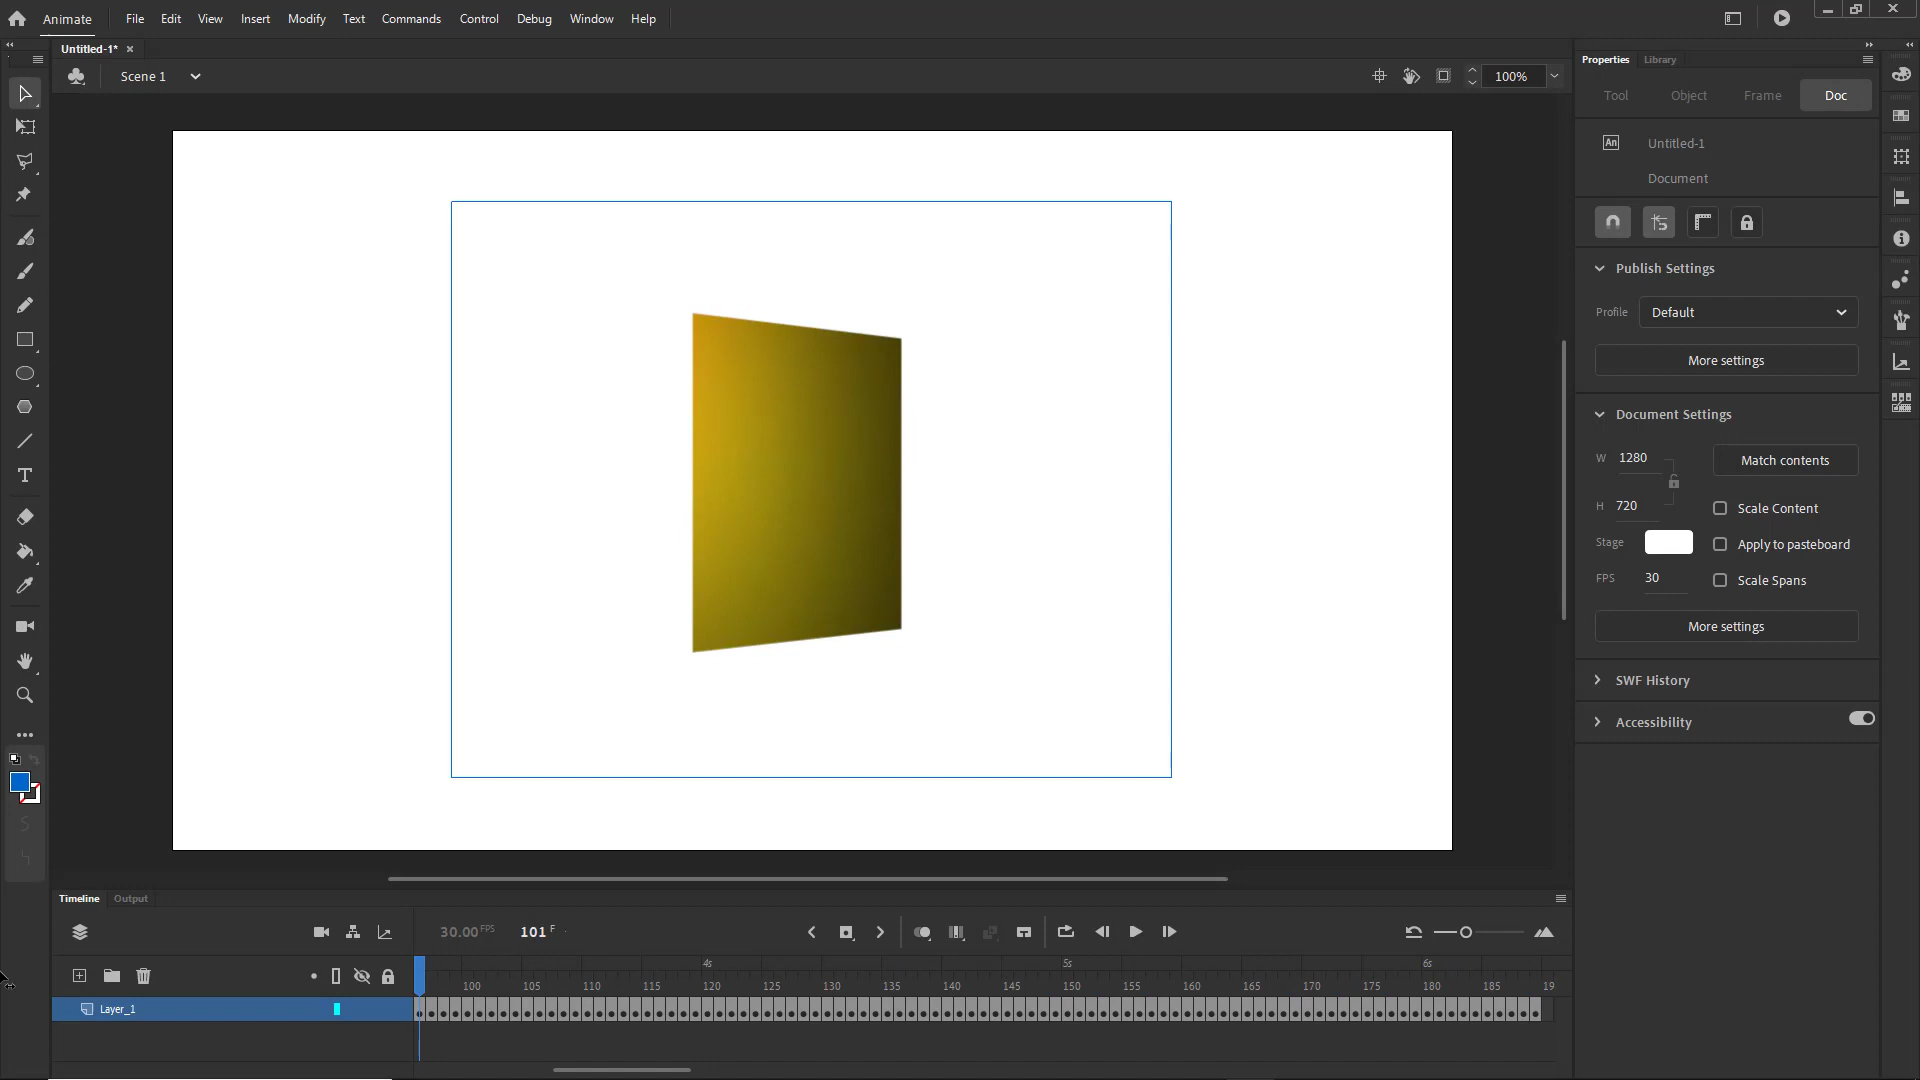 Animate File Edit View Insert Modify Text Commands Control Debug Window Help
Untitled-1*
Scene 1 100%
Properties Library
Tool Object Frame Doc
An Untitled-1
Document
Publish Settings
Profile Default
More settings
Document Settings
W 1280 Match contents
H 720 Scale Content
Stage Apply to pasteboard
FPS 30 Scale Spans
More settings
SWF History
Accessibility
Timeline Output
30.00 FPS 101 F
4s 5s 6s
100 105 110 115 120 125 130 135 140 145 150 155 160 165 170 175 180 185 19
Layer_1